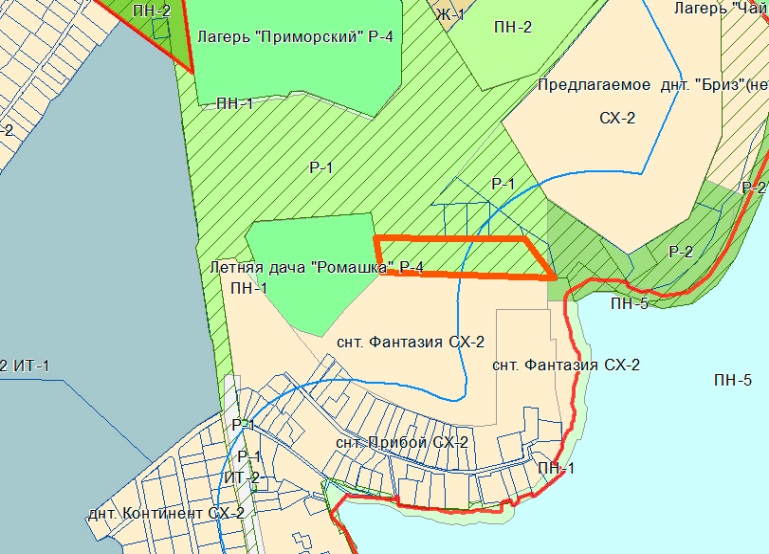 ПН-2
Ж-1
Лагерь "Чай
Лагерь "Приморский" Р-4
ПН-2
Предлагаемое днт. "Бриз"(не
ПН-1
СХ-2
-2
Р-1
Р-1
Р-2
Р-2
Летняя дача "Ромашка" Р-4
ПН-1
ПН-5
снт. Фантазия СХ-2
2 ИТ-1
снт. Фантазия СХ-2
ПН-5
Р-1
снт. Прибой СХ-2
Р-1
ПН-1
ИТ-2
днт. Континент СХ-2